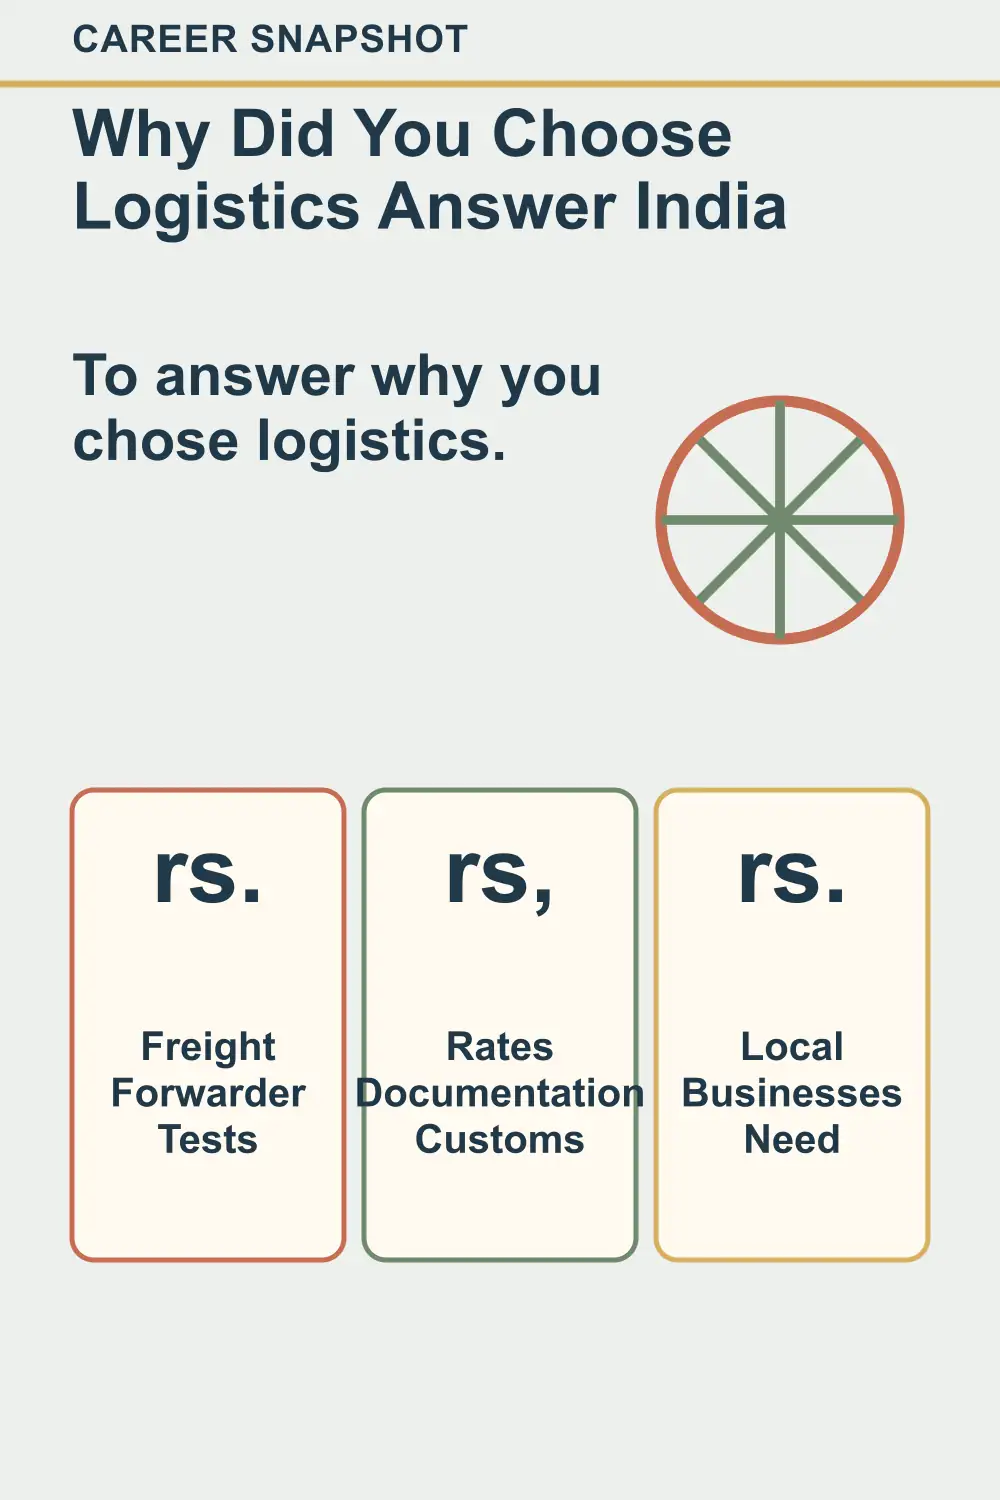 CAREER SNAPSHOT
Why Did You Choose
Logistics Answer India
To answer why you
chose logistics.
rs.
Freight
Forwarder
Tests
rs,
Rates
Documentation
Customs
rs.
Local
Businesses
Need